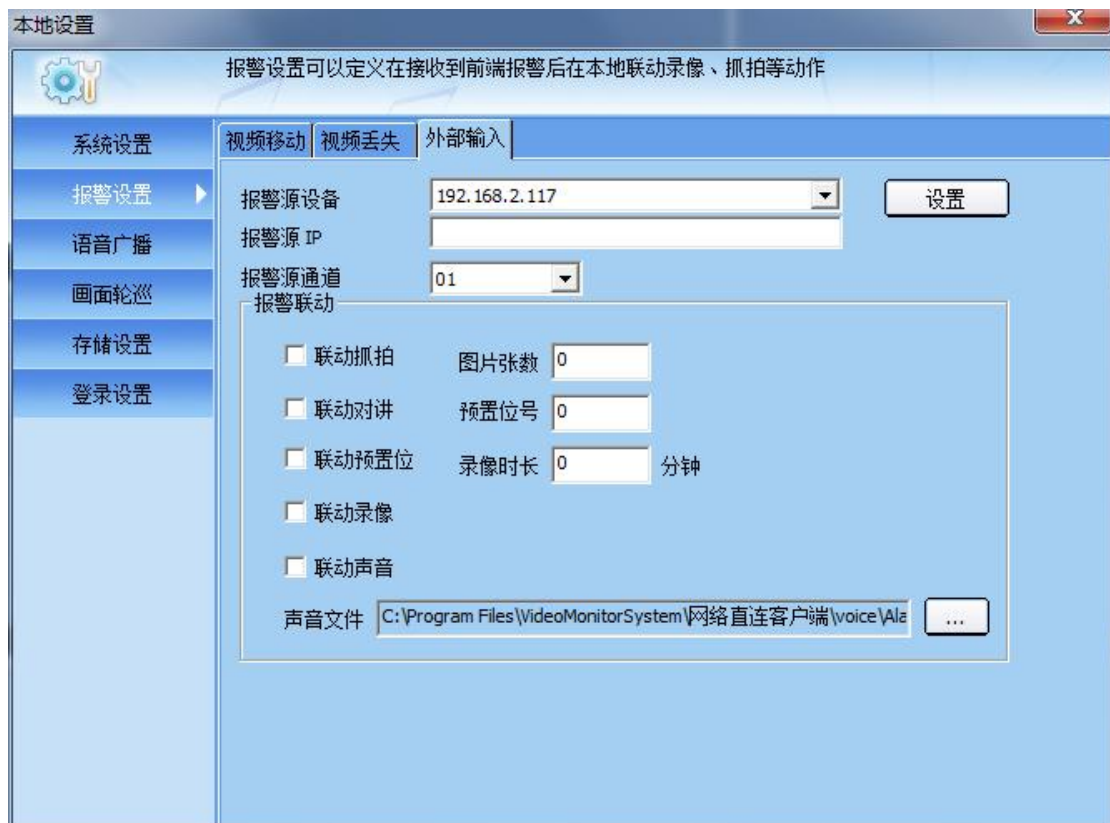 本地设置
X
报警设置可以定义在接收到前端报警后在本地联动录像、抓拍等动作
系统设置
报警设置
语音广播
画面轮巡
存储设置
登录设置
视频移动 视频丢失 外部输入
报警源设备 192.168.2.117 设置
报警源 IP
报警源通道 01
报警联动
联动抓拍 图片张数 0
联动对讲 预置位号 0
联动预置位 录像时长 0 分钟
联动录像
联动声音
声音文件 C:\Program Files\VideoMonitorSystem\网络直连客户端\voice\Ala ...